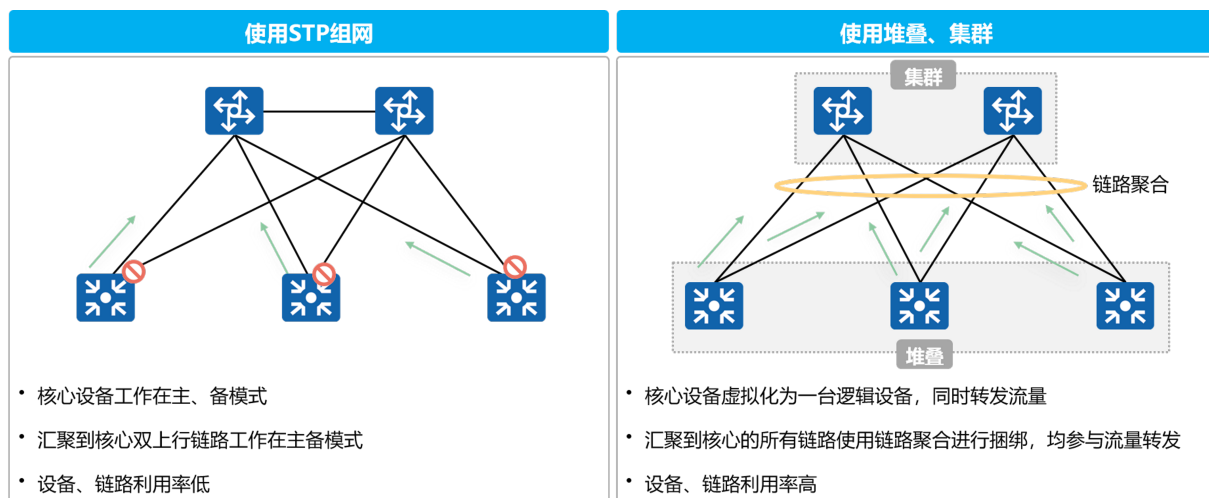 使用STP组网
• 核心设备工作在主、备模式
• 汇聚到核心双上行链路工作在主备模式
• 设备、链路利用率低
使用堆叠、集群
集群
链路聚合
堆叠
• 核心设备虚拟化为一台逻辑设备，同时转发流量
• 汇聚到核心的所有链路使用链路聚合进行捆绑，均参与流量转发
• 设备、链路利用率高